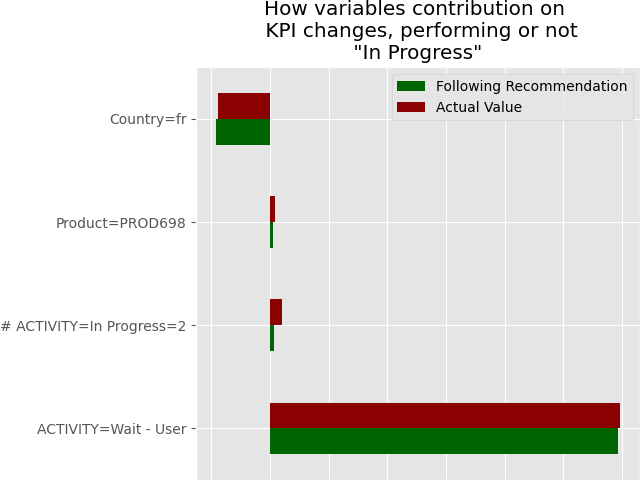 How variables contribution on
KPI changes, performing or not
"In Progress"
Following Recommendation
Actual Value
Country=fr
Product=PROD698
# ACTIVITY=In Progress=2
ACTIVITY=Wait - User